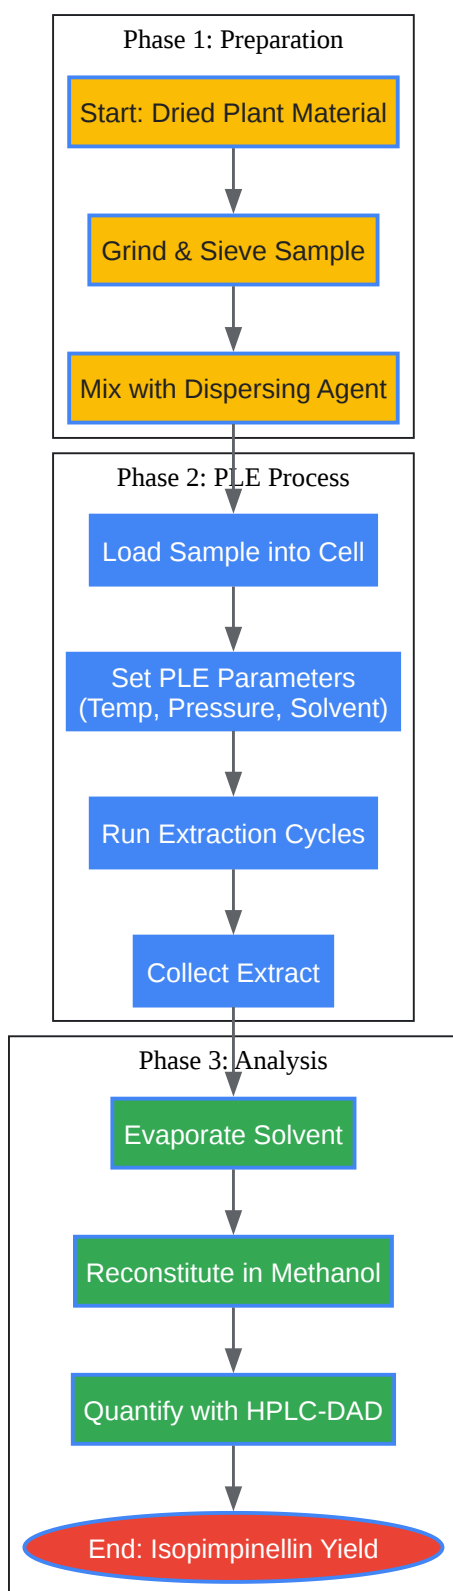 Phase 1: Preparation
Start: Dried Plant Material
Grind & Sieve Sample
Mix with Dispersing Agent
Phase 2: PLE Process
Load Sample into Cell
Set PLE Parameters
(Temp, Pressure, Solvent)
Run Extraction Cycles
Collect Extract
Phase 3: Analysis
Evaporate Solvent
Reconstitute in Methanol
Quantify with HPLC-DAD
End: Isopimpinellin Yield